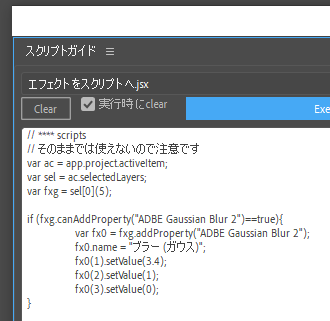 スクリプトガイド ≡
エフェクトをスクリプトへ.jsx
Clear 実行時にclear Exe
// **** scripts
// そのままでは使えないので注意です
var ac = app.project.activeItem;
var sel = ac.selectedLayers;
var fxg = sel[0](5);
if (fxg.canAddProperty("ADBE Gaussian Blur 2")==true){
var fx0 = fxg.addProperty("ADBE Gaussian Blur 2");
fx0.name = "ブラー (ガウス)";
fx0(1).setValue(3.4);
fx0(2).setValue(1);
fx0(3).setValue(0);
}